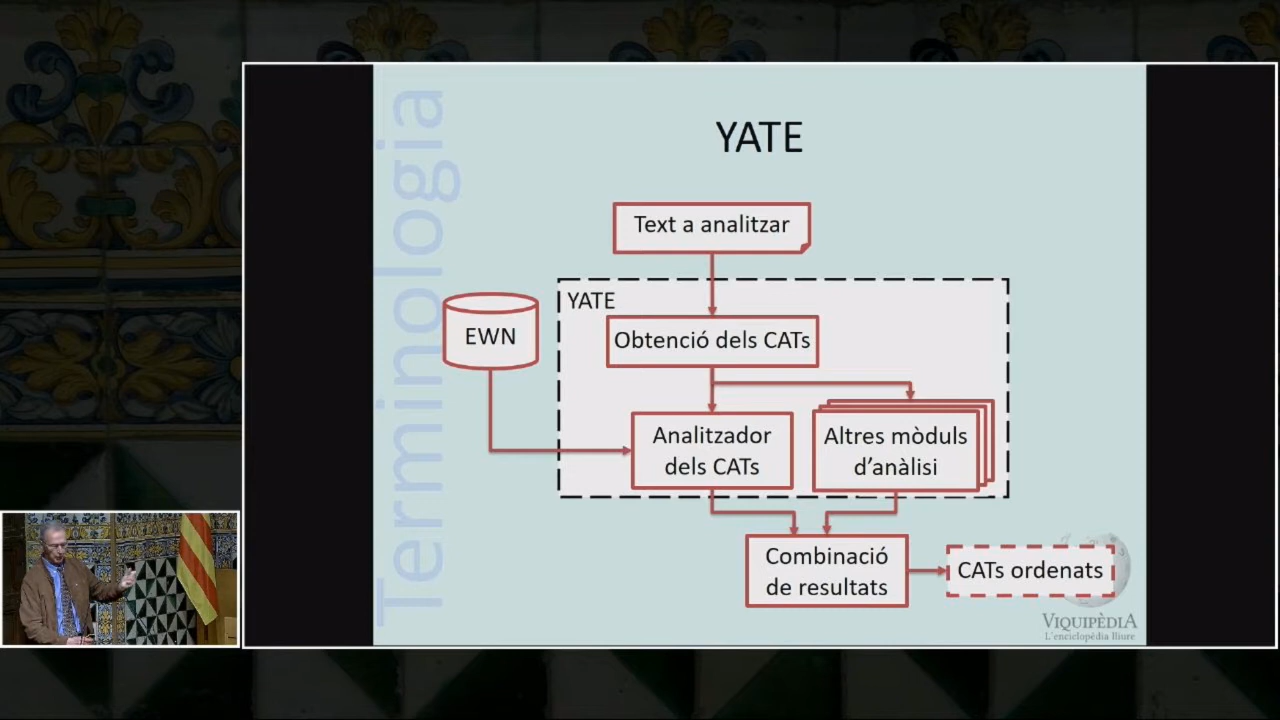 Terminologia
YATE
Text a analitzar
YATE
EWN
Obtenció dels CATs
Analitzador
dels CATs
Altres mòduls
d'anàlisi
Combinació
de resultats
CATs ordenats
VIQUIPÈDIA
L'enciclopèdia lliure